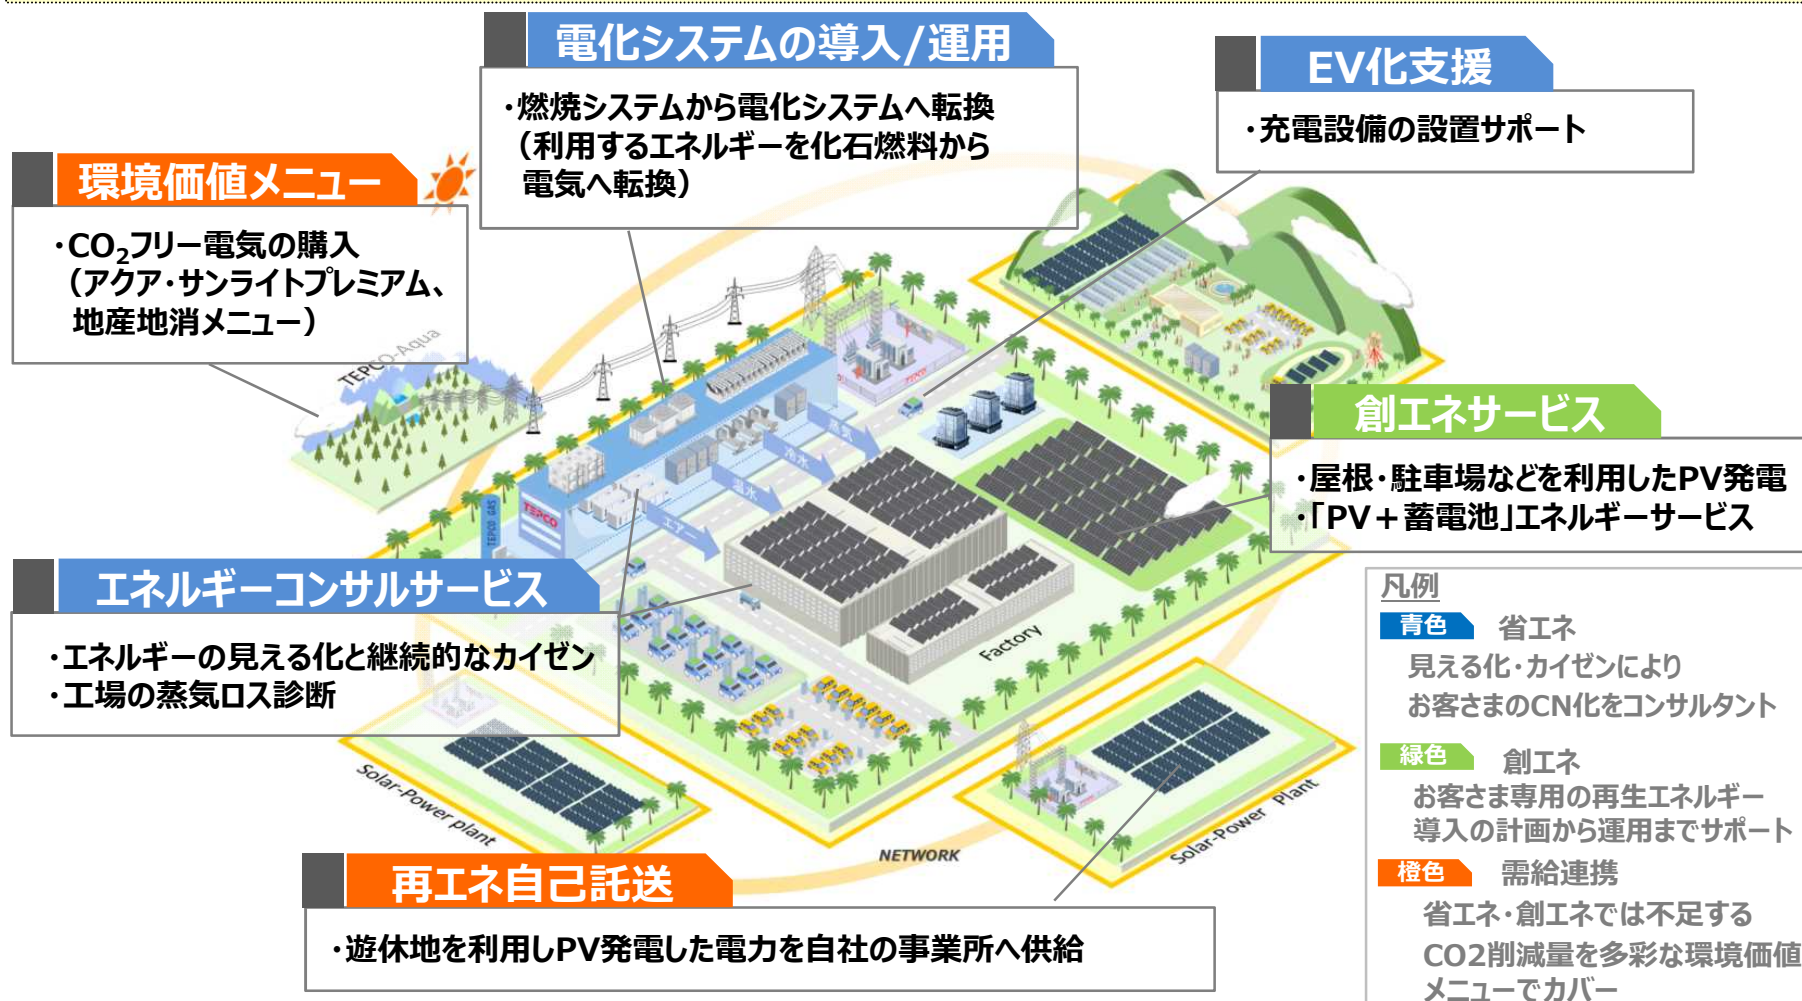 電化システムの導入/運用
・燃焼システムから電化システムへ転換
（利用するエネルギーを化石燃料から
電気へ転換）
EV化支援
・充電設備の設置サポート
環境価値メニュー
・CO₂フリー電気の購入
（アクア・サンライトプレミアム、
地産地消メニュー）
TEPCO-Aqua
創エネサービス
・屋根・駐車場などを利用したPV発電
・「PV＋蓄電池」エネルギーサービス
蒸気
冷水
温水
エアー
TEPCO
TEPCO GAS
TEPCO
エネルギーコンサルサービス
・エネルギーの見える化と継続的なカイゼン
・工場の蒸気ロス診断
Factory
Solar-Power plant
Solar-Power Plant
NETWORK
再エネ自己託送
・遊休地を利用しPV発電した電力を自社の事業所へ供給
凡例
青色 省エネ
見える化・カイゼンにより
お客さまのCN化をコンサルタント
緑色 創エネ
お客さま専用の再生エネルギー
導入の計画から運用までサポート
橙色 需給連携
省エネ・創エネでは不足する
CO2削減量を多彩な環境価値
メニューでカバー